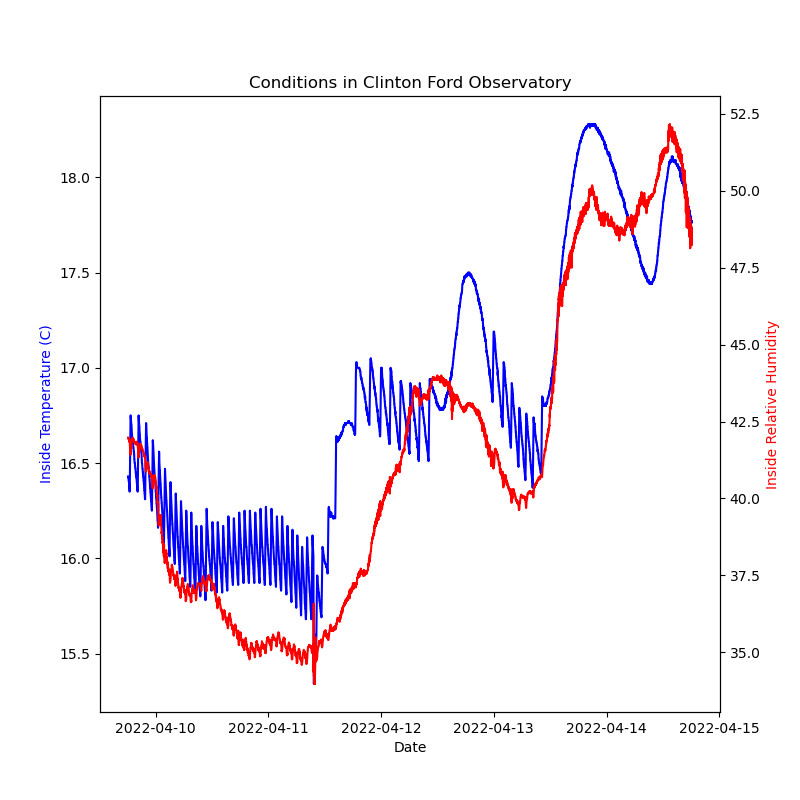 Conditions in Clinton Ford Observatory
18.0
17.5
17.0
16.5
16.0
15.5
Inside Temperature (C)
52.5
50.0
47.5
45.0
42.5
40.0
37.5
35.0
Inside Relative Humidity
2022-04-10 2022-04-11 2022-04-12 2022-04-13 2022-04-14 2022-04-15
Date